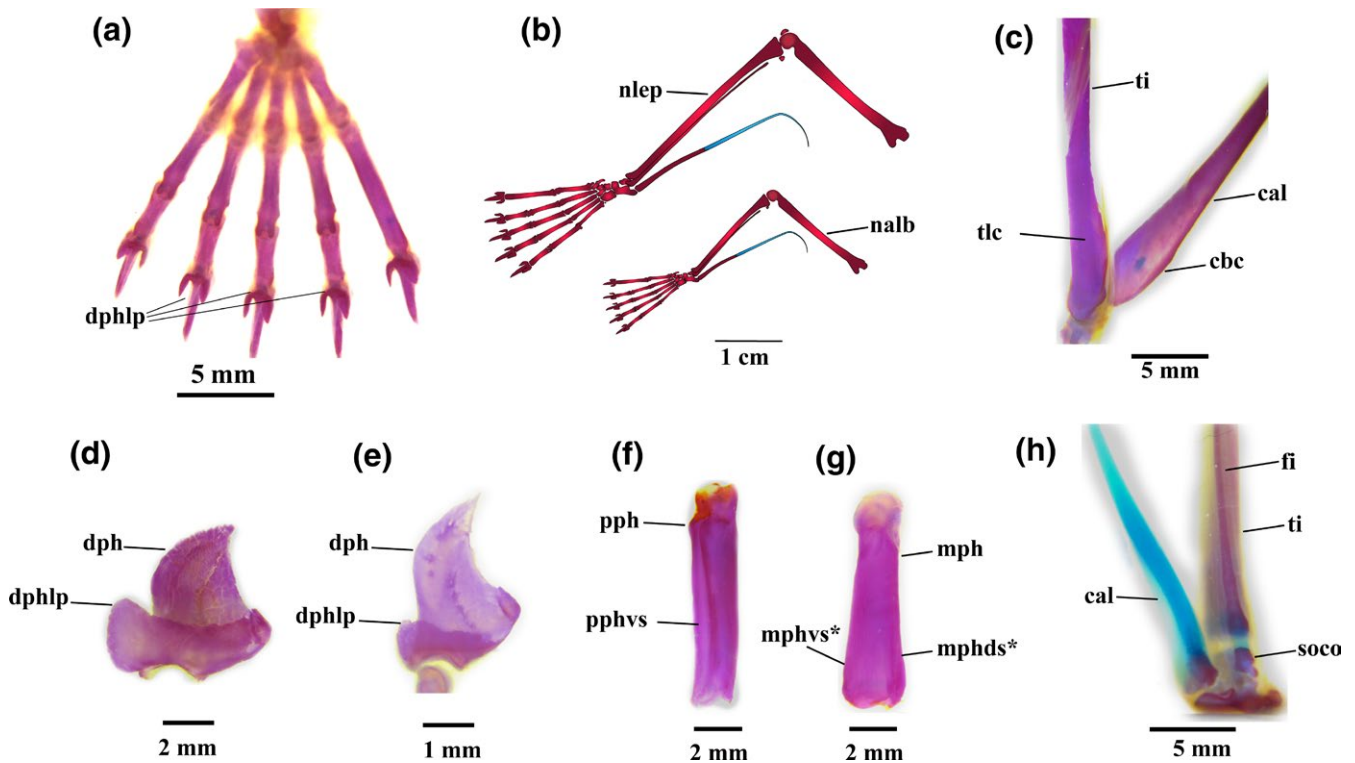 (a)
dphlp
5 mm
(b)
nlep
nalb
1 cm
(c)
ti
tlc
cal
cbc
5 mm
(d)
dph
dphlp
2 mm
(e)
dph
dphlp
1 mm
(f)
pph
pphvs
2 mm
(g)
mph
mphvs*
mphds*
2 mm
(h)
fi
ti
cal
soco
5 mm